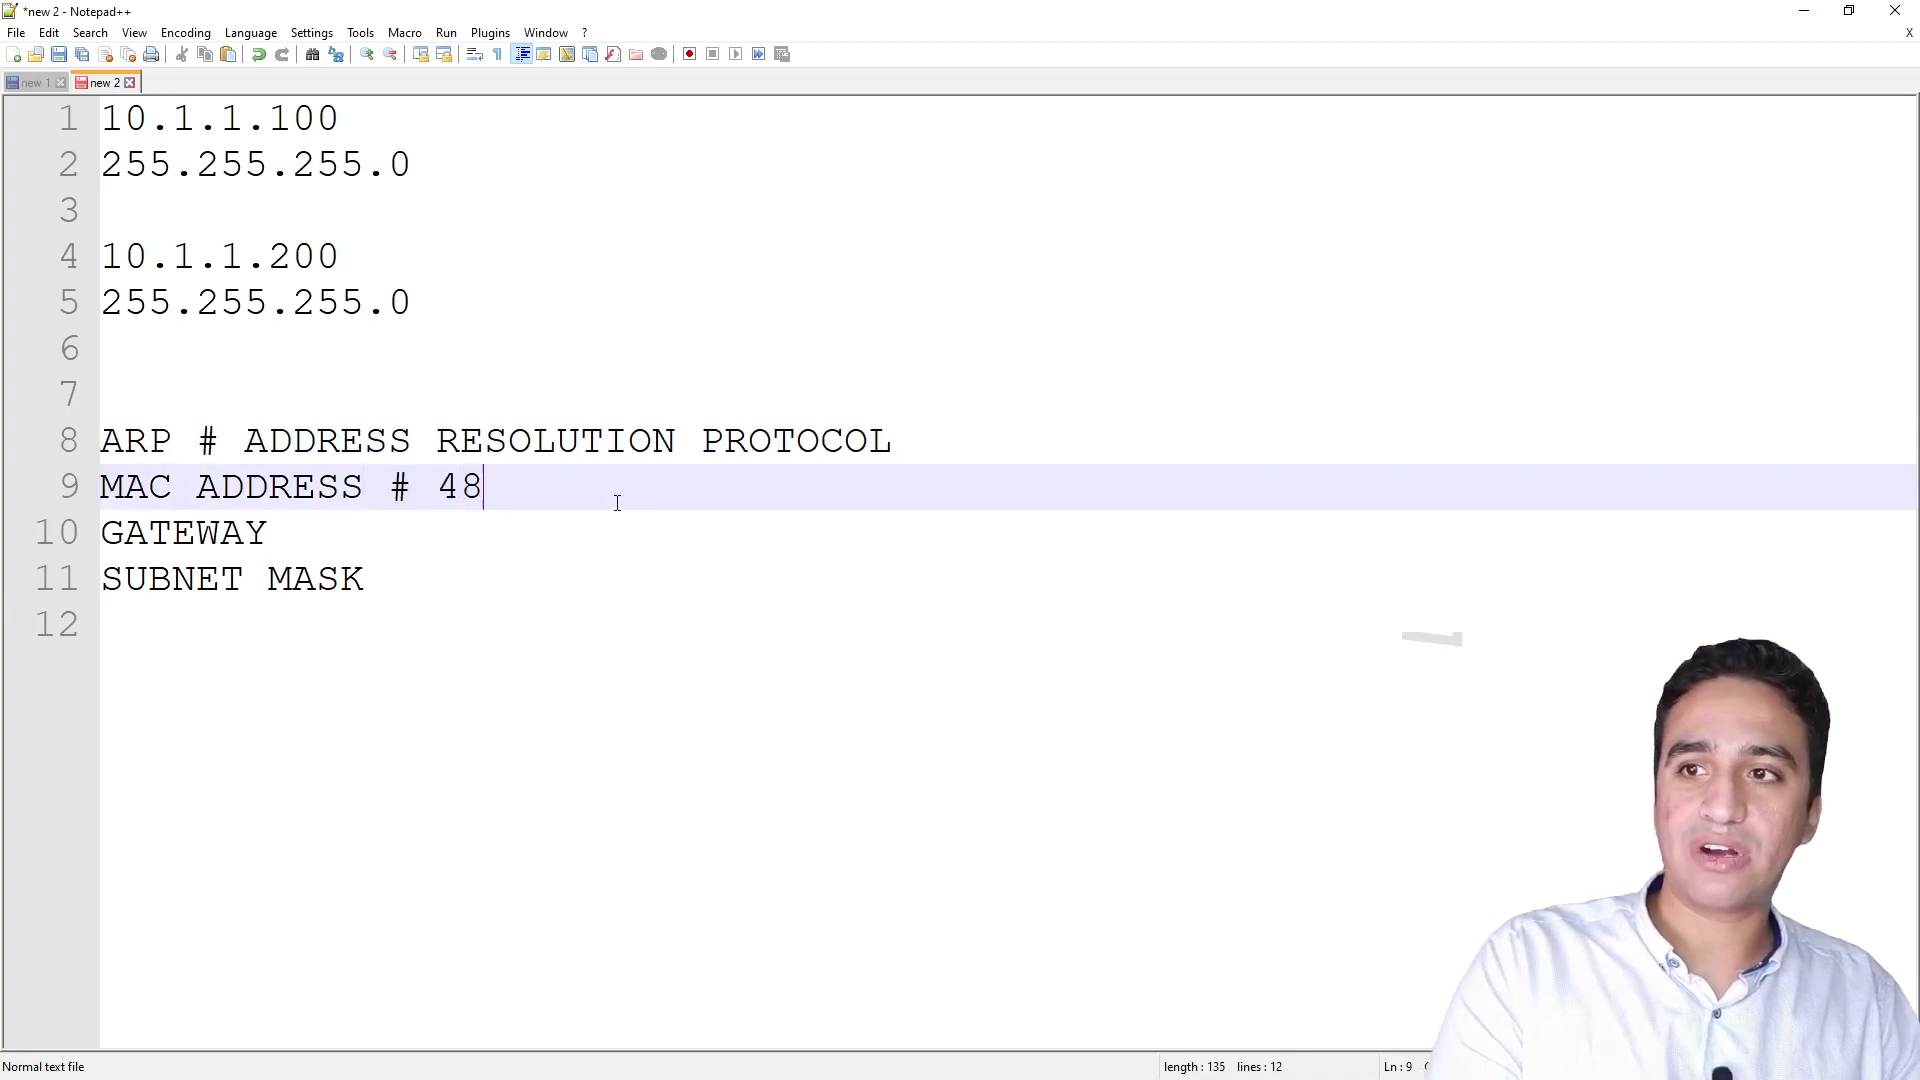 *new 2 - Notepad++
File Edit Search View Encoding Language Settings Tools Macro Run Plugins Window ?
X
new 1 new 2
1 10.1.1.100
2 255.255.255.0
3
4 10.1.1.200
5 255.255.255.0
6
7
8 ARP # ADDRESS RESOLUTION PROTOCOL
9 MAC ADDRESS # 48
10 GATEWAY
11 SUBNET MASK
12
Normal text file length : 135 lines : 12 Ln : 9